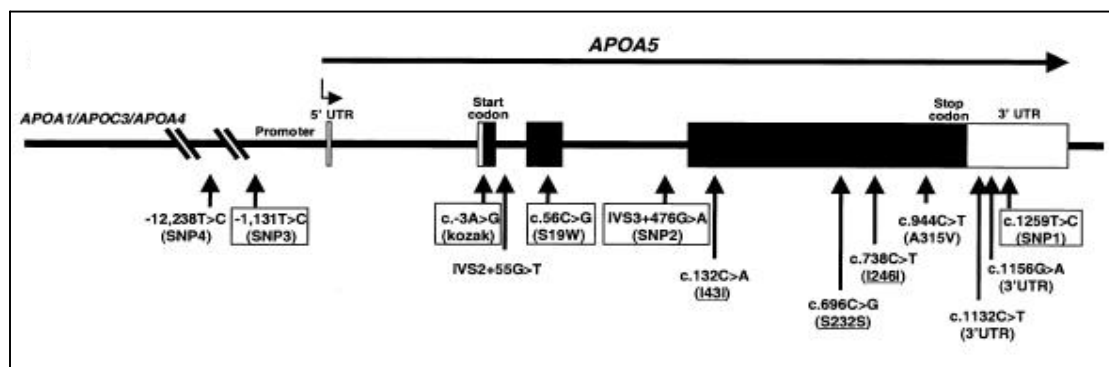 APOA5
APOA1/APOC3/APOA4
Promoter
5' UTR
Start
codon
Stop
codon
3' UTR
-12,238T>C
(SNP4)
-1,131T>C
(SNP3)
c.-3A>G
(kozak)
IVS2+55G>T
c.56C>G
(S19W)
IVS3+476G>A
(SNP2)
c.132C>A
(I43I)
c.696C>G
(S232S)
c.738C>T
(I246I)
c.944C>T
(A315V)
c.1132C>T
(3'UTR)
c.1156G>A
(3'UTR)
c.1259T>C
(SNP1)